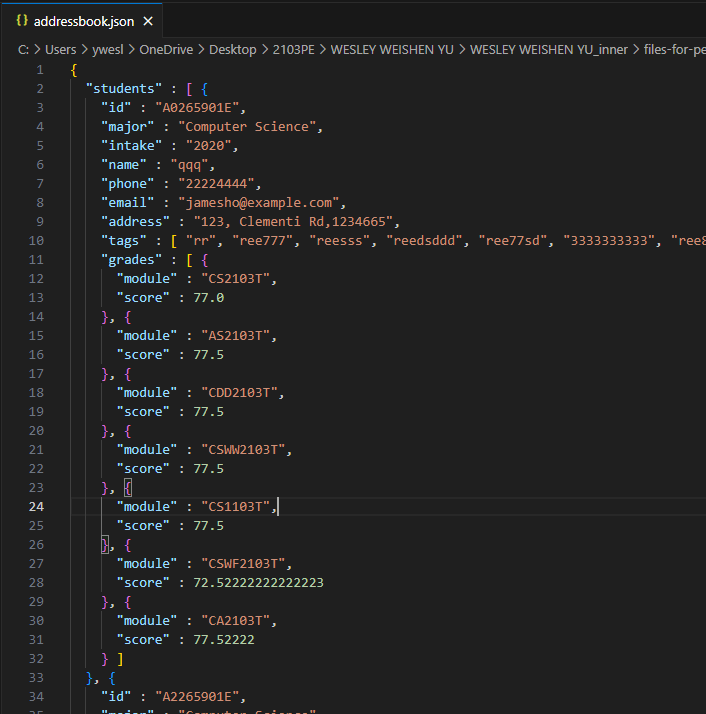 {} addressbook.json ×
C: > Users > ywesl > OneDrive > Desktop > 2103PE > WESLEY WEISHEN YU > WESLEY WEISHEN YU_inner > files-for-pe
1 {
2 "students" : [ {
3 "id" : "A0265901E",
4 "major" : "Computer Science",
5 "intake" : "2020",
6 "name" : "qqq",
7 "phone" : "22224444",
8 "email" : "jamesho@example.com",
9 "address" : "123, Clementi Rd,1234665",
10 "tags" : [ "rr", "ree777", "reesss", "reedsddd", "ree77sd", "3333333333", "ree8
11 "grades" : [ {
12 "module" : "CS2103T",
13 "score" : 77.0
14 }, {
15 "module" : "AS2103T",
16 "score" : 77.5
17 }, {
18 "module" : "CDD2103T",
19 "score" : 77.5
20 }, {
21 "module" : "CSWW2103T",
22 "score" : 77.5
23 }, {
24 "module" : "CS1103T",
25 "score" : 77.5
26 }, {
27 "module" : "CSWF2103T",
28 "score" : 72.52222222222223
29 }, {
30 "module" : "CA2103T",
31 "score" : 77.52222
32 } ]
33 }, {
34 "id" : "A2265901E",
35 "major" : "Computer Science",